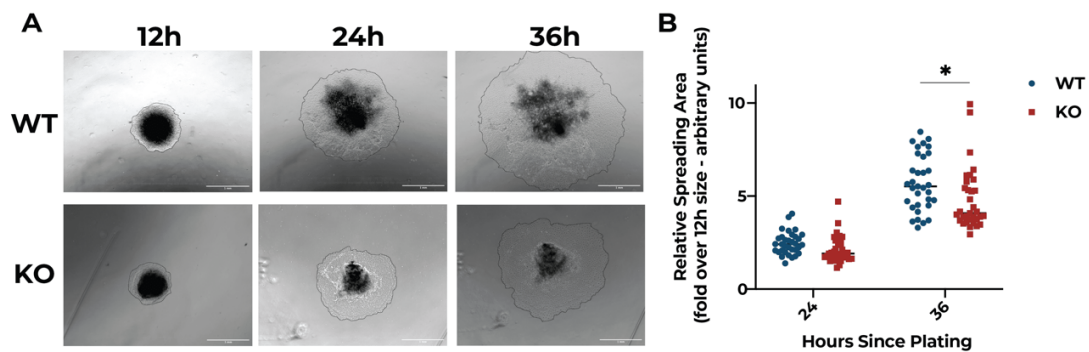 A
12h 24h 36h
WT
KO
B
Relative Spreading Area
(fold over 12h size - arbitrary units)
10
5
0
*
WT
KO
24 36
Hours Since Plating